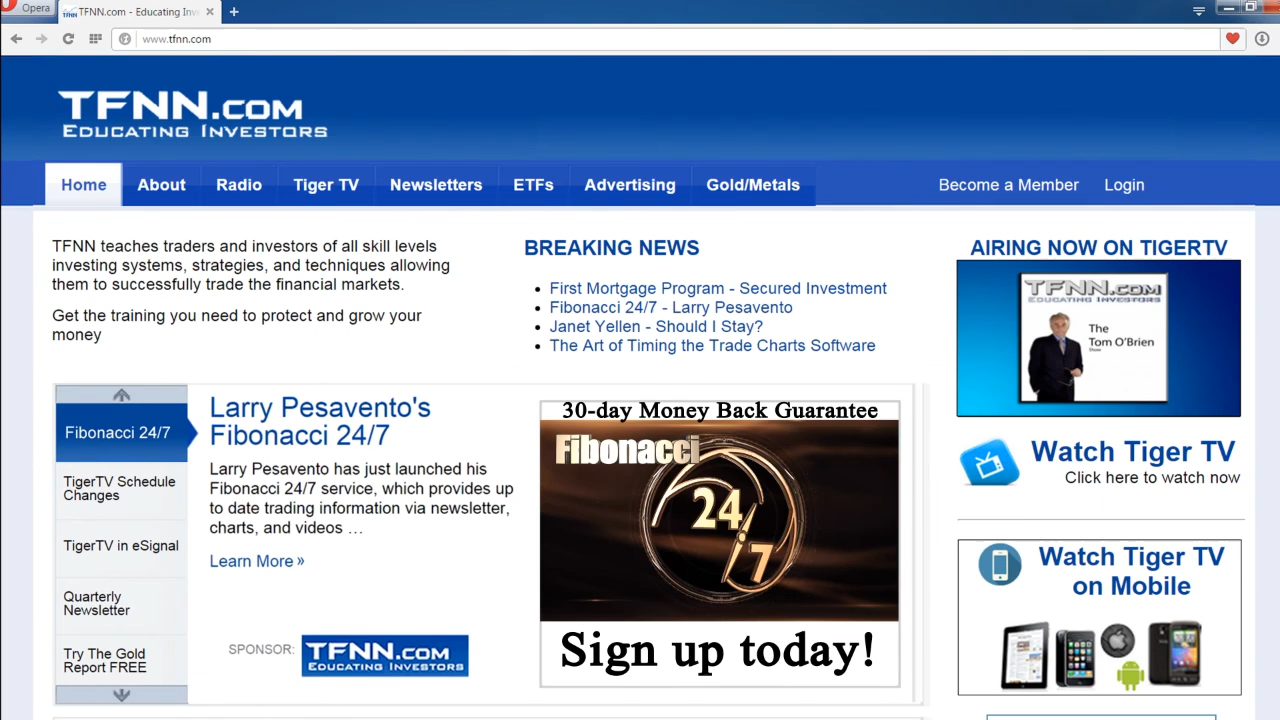 Opera
TFNN.com - Educating Inv
www.tfnn.com
TFNN.com
Educating Investors
Home
About
Radio
Tiger TV
Newsletters
ETFs
Advertising
Gold/Metals
Become a Member
Login
TFNN teaches traders and investors of all skill levels
investing systems, strategies, and techniques allowing
them to successfully trade the financial markets.
Get the training you need to protect and grow your
money
BREAKING NEWS
First Mortgage Program - Secured Investment
Fibonacci 24/7 - Larry Pesavento
Janet Yellen - Should I Stay?
The Art of Timing the Trade Charts Software
AIRING NOW ON TIGERTV
TFNN.com
Educating Investors
The
Tom O'Brien
Show
Watch Tiger TV
Click here to watch now
Watch Tiger TV
on Mobile
Fibonacci 24/7
TigerTV Schedule
Changes
TigerTV in eSignal
Quarterly
Newsletter
Try The Gold
Report FREE
Larry Pesavento's
Fibonacci 24/7
Larry Pesavento has just launched his
Fibonacci 24/7 service, which provides up
to date trading information via newsletter,
charts, and videos …
Learn More »
SPONSOR:
TFNN.com
Educating Investors
30-day Money Back Guarantee
Fibonacci
24/7
Sign up today!